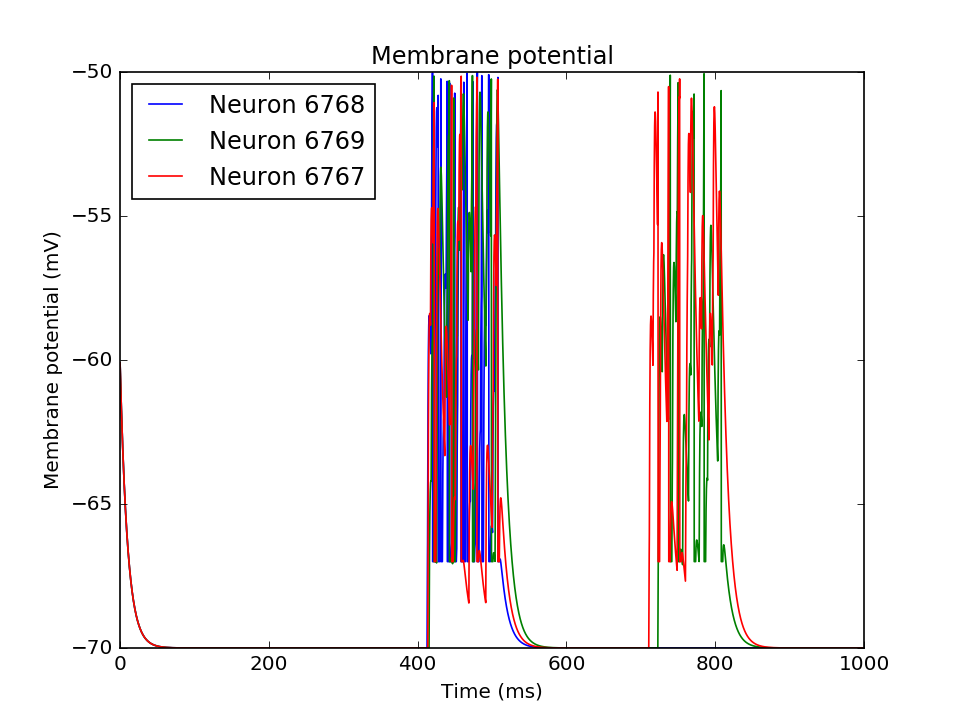 Membrane potential
−50
−55
−60
−65
−70
Membrane potential (mV)
Neuron 6768
Neuron 6769
Neuron 6767
0 200 400 600 800 1000
Time (ms)